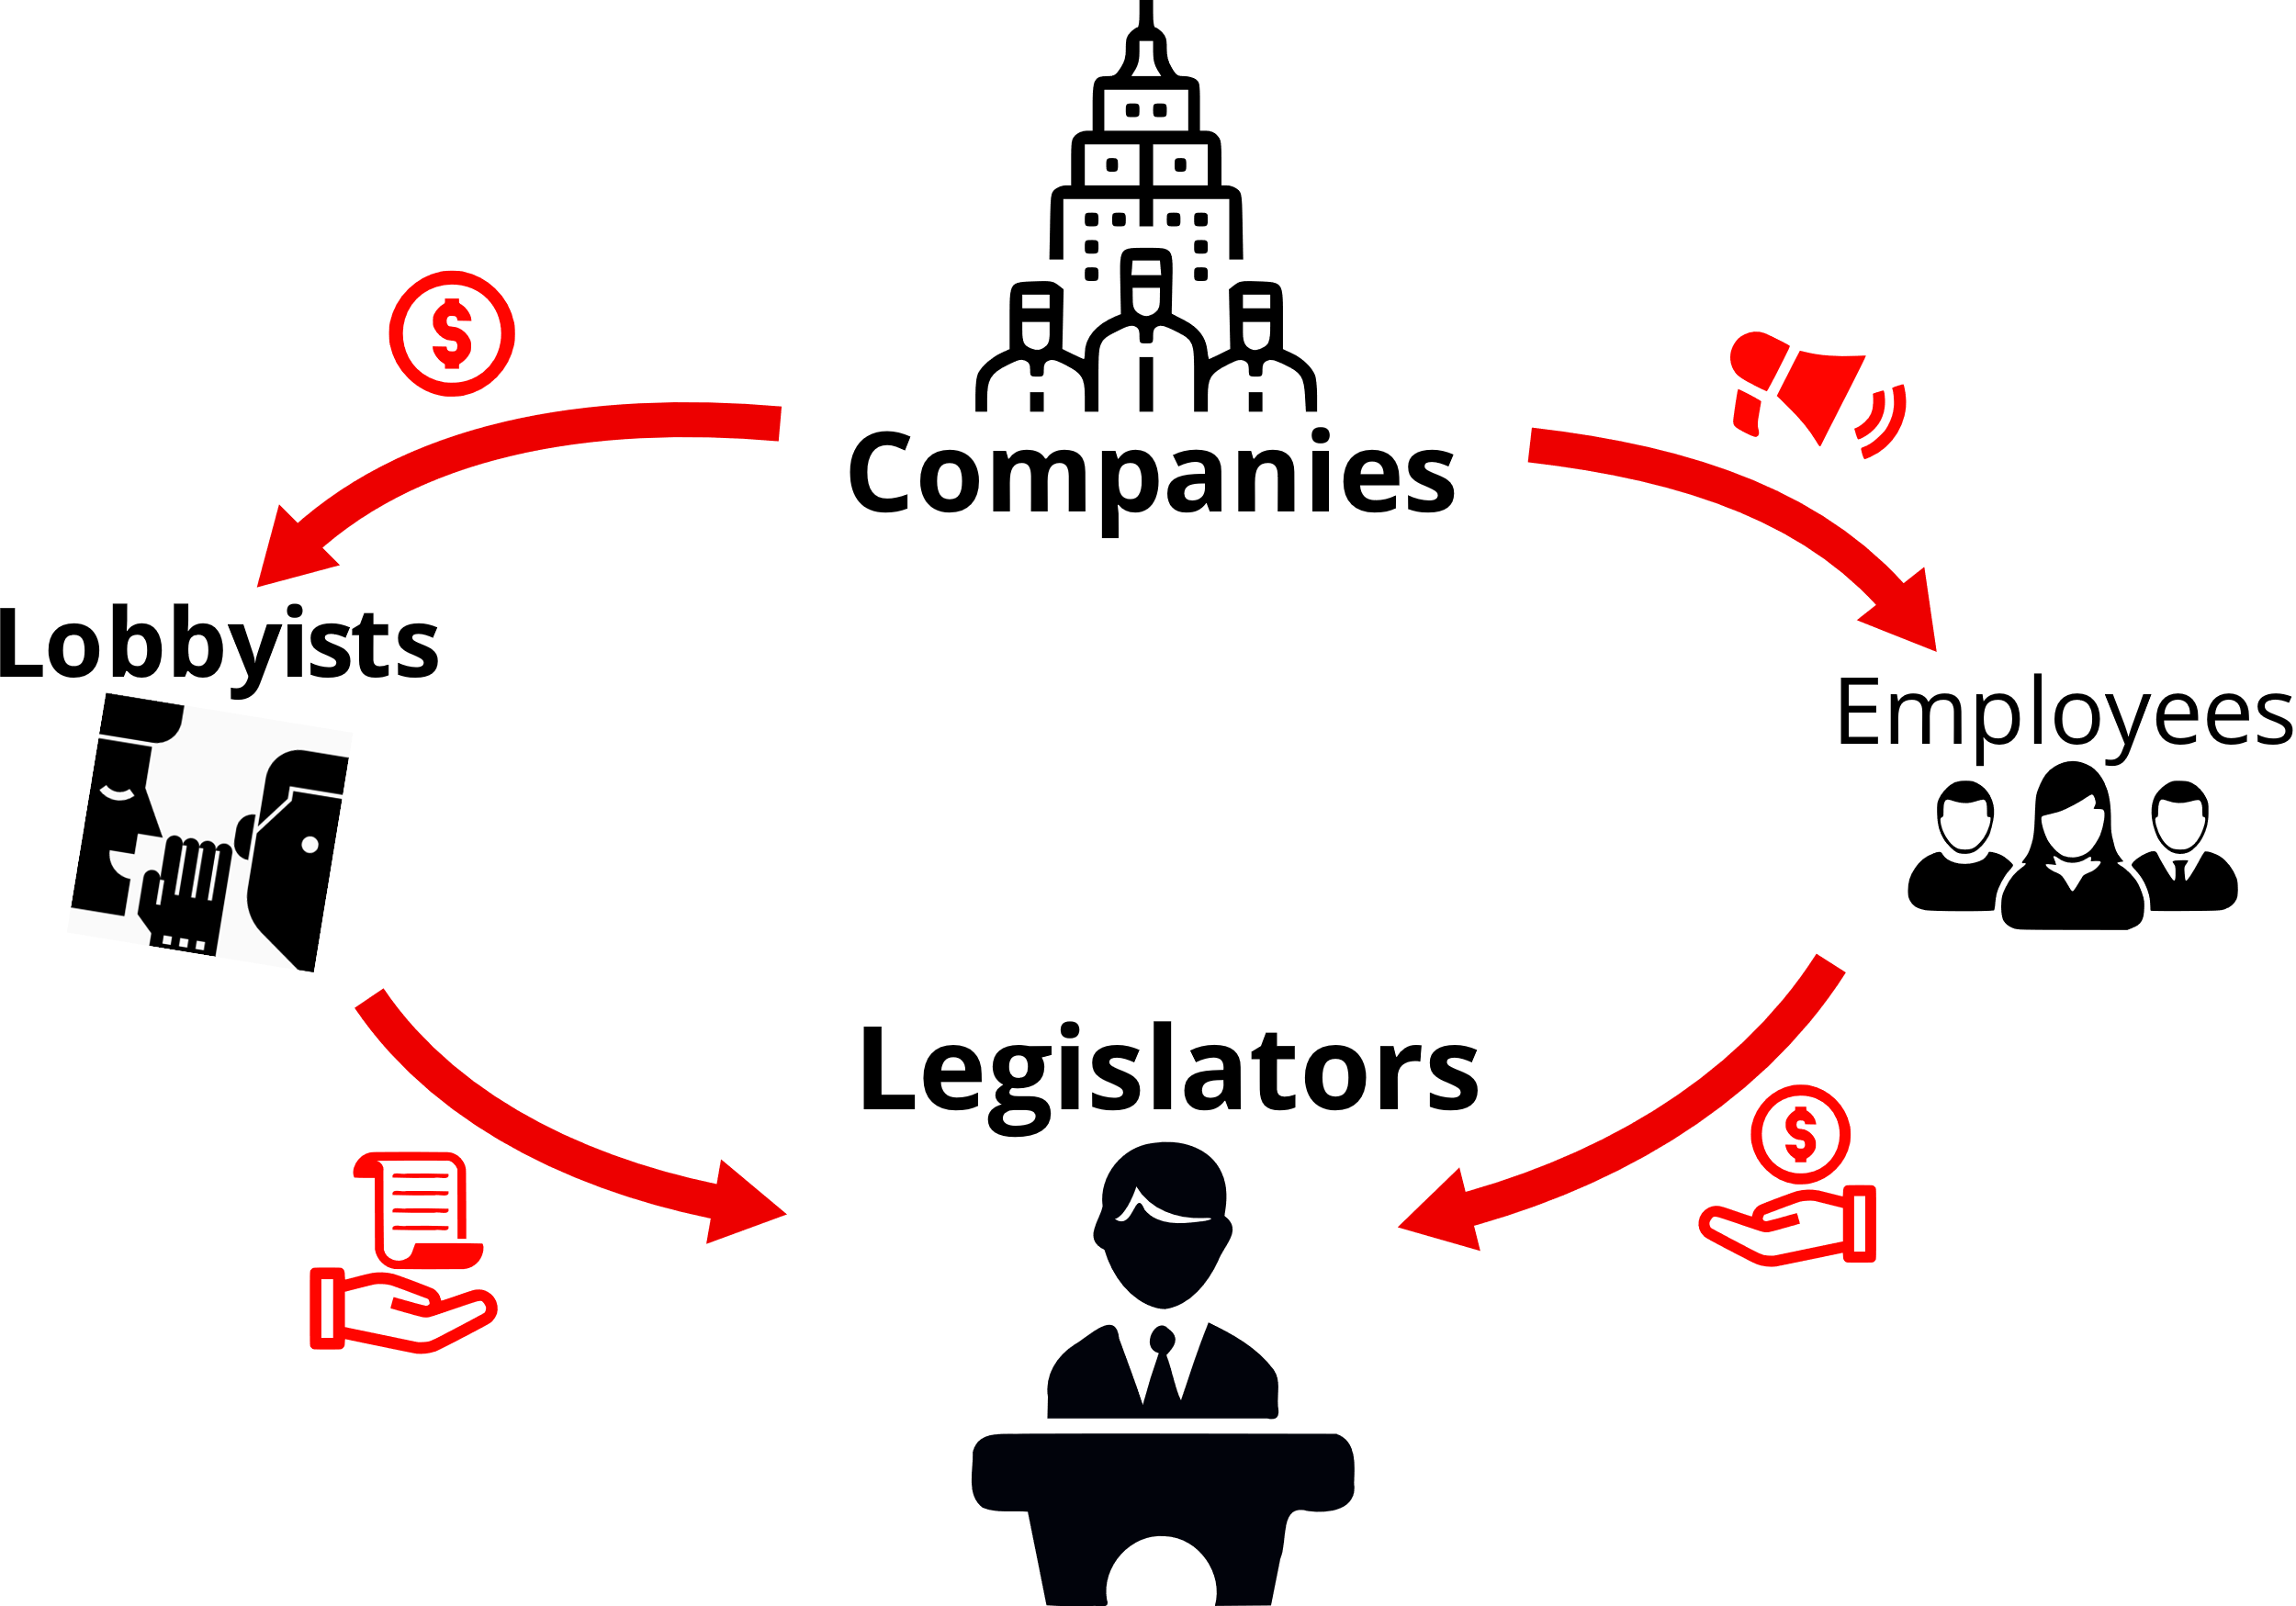 Companies
Lobbyists
Employees
Legislators
$
$